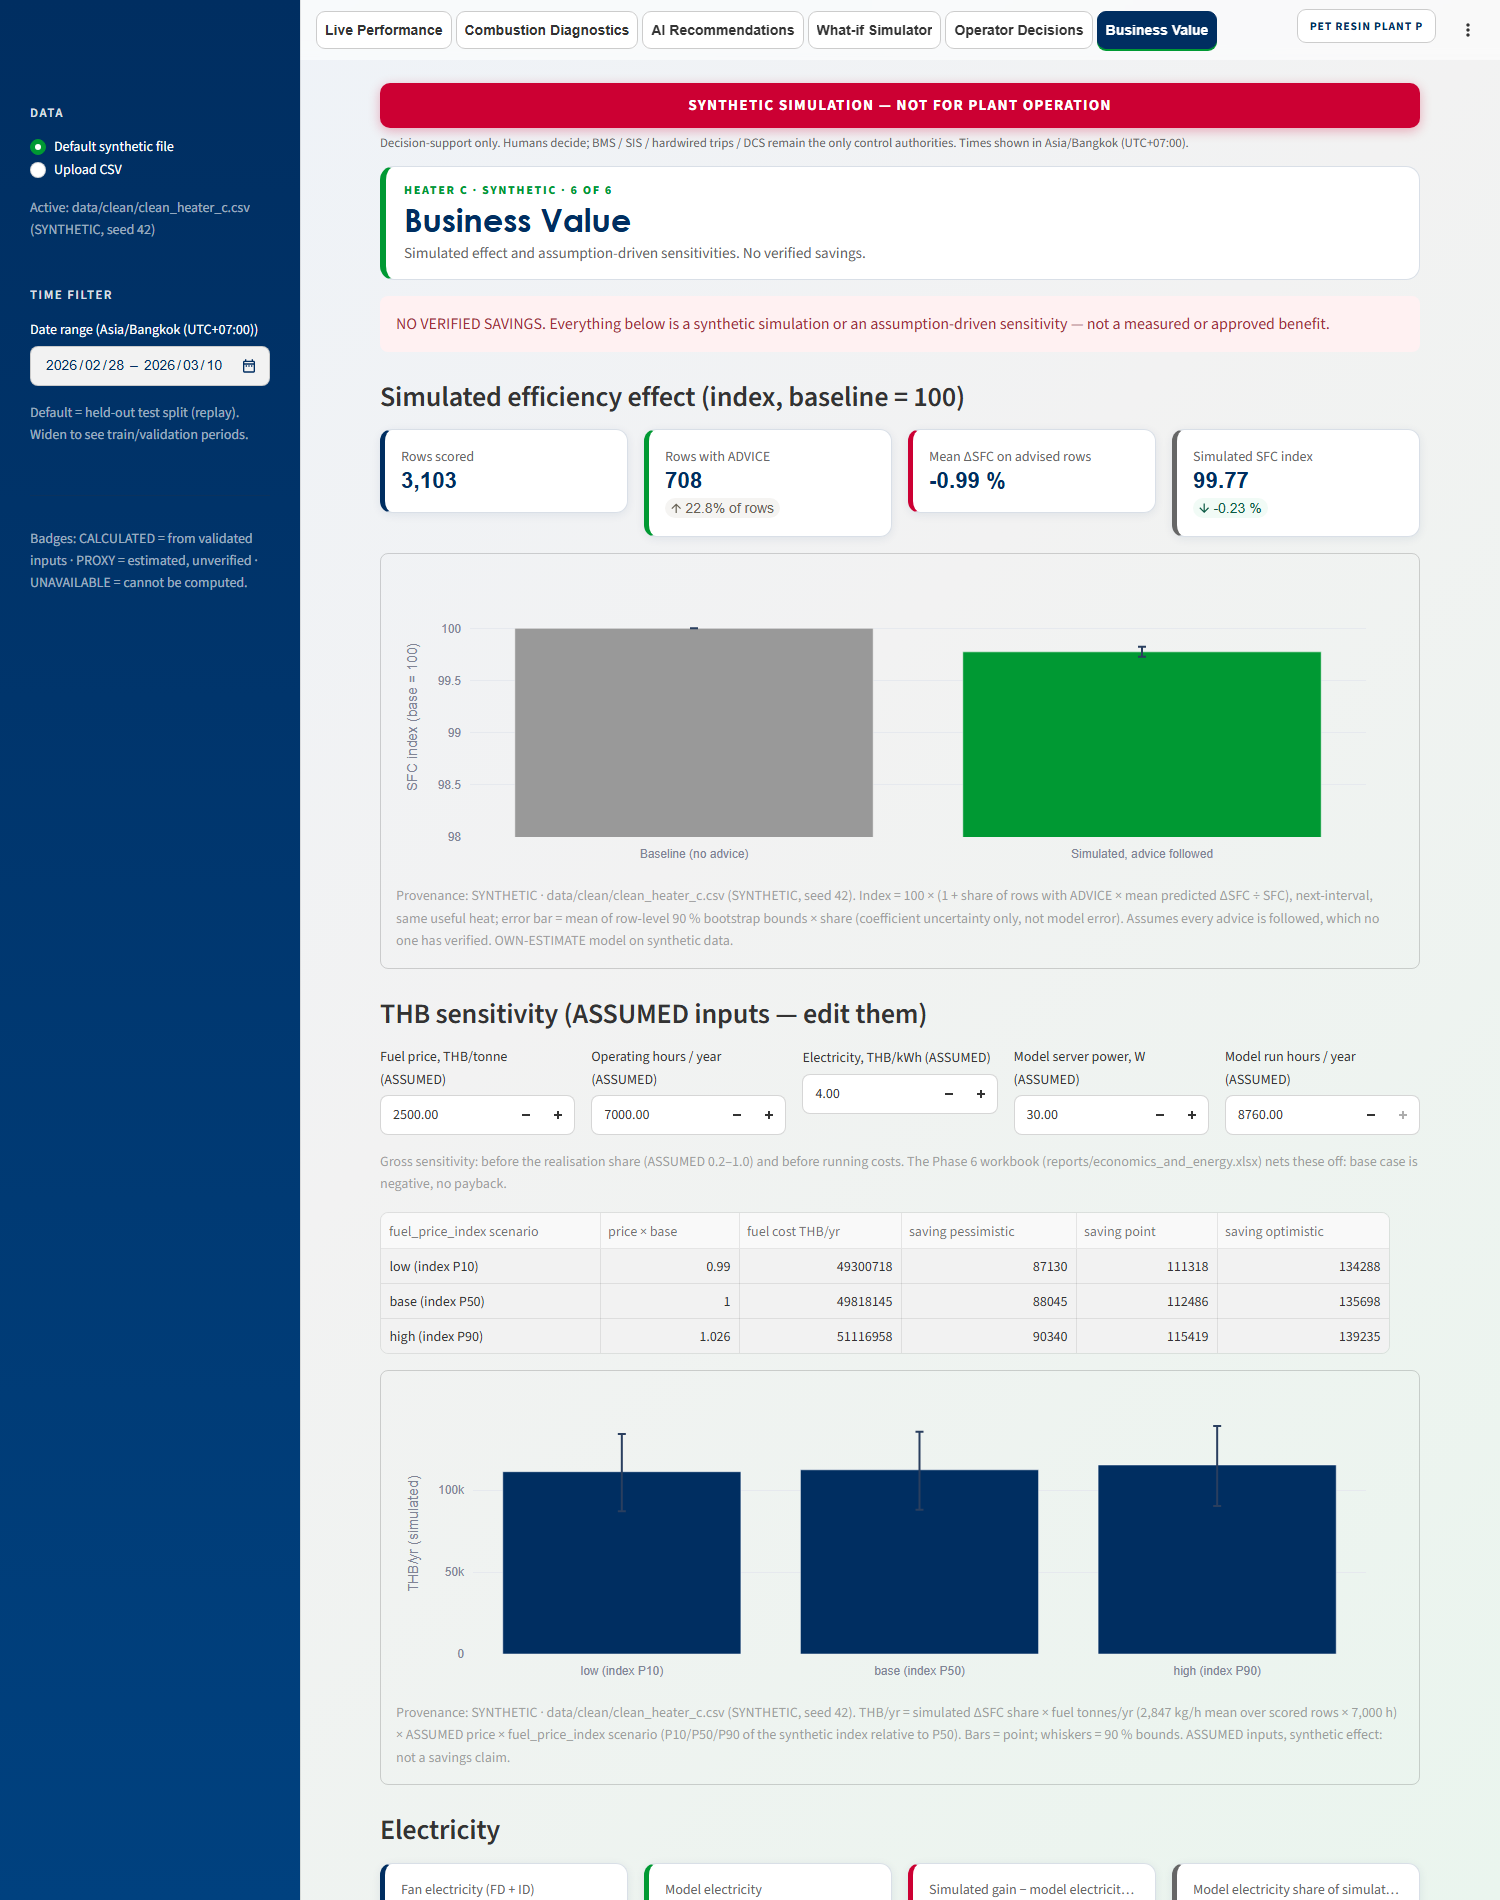 Live Performance
Combustion Diagnostics
AI Recommendations
What-if Simulator
Operator Decisions
Business Value
PET RESIN PLANT P
DATA
Default synthetic file
Upload CSV
Active: data/clean/clean_heater_c.csv
(SYNTHETIC, seed 42)
TIME FILTER
Date range (Asia/Bangkok (UTC+07:00))
2026/02/28 – 2026/03/10
Default = held-out test split (replay).
Widen to see train/validation periods.
Badges: CALCULATED = from validated
inputs · PROXY = estimated, unverified ·
UNAVAILABLE = cannot be computed.
SYNTHETIC SIMULATION — NOT FOR PLANT OPERATION
Decision-support only. Humans decide; BMS / SIS / hardwired trips / DCS remain the only control authorities. Times shown in Asia/Bangkok (UTC+07:00).
HEATER C · SYNTHETIC · 6 OF 6
Business Value
Simulated effect and assumption-driven sensitivities. No verified savings.
NO VERIFIED SAVINGS. Everything below is a synthetic simulation or an assumption-driven sensitivity — not a measured or approved benefit.
Simulated efficiency effect (index, baseline = 100)
Rows scored
3,103
Rows with ADVICE
708
↑ 22.8% of rows
Mean ΔSFC on advised rows
-0.99 %
Simulated SFC index
99.77
↓ -0.23 %
SFC index (base = 100)
100
99.5
99
98.5
98
Baseline (no advice)
Simulated, advice followed
Provenance: SYNTHETIC · data/clean/clean_heater_c.csv (SYNTHETIC, seed 42). Index = 100 × (1 + share of rows with ADVICE × mean predicted ΔSFC ÷ SFC), next-interval,
same useful heat; error bar = mean of row-level 90 % bootstrap bounds × share (coefficient uncertainty only, not model error). Assumes every advice is followed, which no
one has verified. OWN-ESTIMATE model on synthetic data.
THB sensitivity (ASSUMED inputs — edit them)
Fuel price, THB/tonne
(ASSUMED)
2500.00
Operating hours / year
(ASSUMED)
7000.00
Electricity, THB/kWh (ASSUMED)
4.00
Model server power, W
(ASSUMED)
30.00
Model run hours / year
(ASSUMED)
8760.00
Gross sensitivity: before the realisation share (ASSUMED 0.2–1.0) and before running costs. The Phase 6 workbook (reports/economics_and_energy.xlsx) nets these off: base case is
negative, no payback.
fuel_price_index scenario price × base fuel cost THB/yr saving pessimistic saving point saving optimistic
low (index P10) 0.99 49300718 87130 111318 134288
base (index P50) 1 49818145 88045 112486 135698
high (index P90) 1.026 51116958 90340 115419 139235
THB/yr (simulated)
100k
50k
0
low (index P10)
base (index P50)
high (index P90)
Provenance: SYNTHETIC · data/clean/clean_heater_c.csv (SYNTHETIC, seed 42). THB/yr = simulated ΔSFC share × fuel tonnes/yr (2,847 kg/h mean over scored rows × 7,000 h)
× ASSUMED price × fuel_price_index scenario (P10/P50/P90 of the synthetic index relative to P50). Bars = point; whiskers = 90 % bounds. ASSUMED inputs, synthetic effect:
not a savings claim.
Electricity
Fan electricity (FD + ID)
Model electricity
Simulated gain − model electricit…
Model electricity share of simulat…